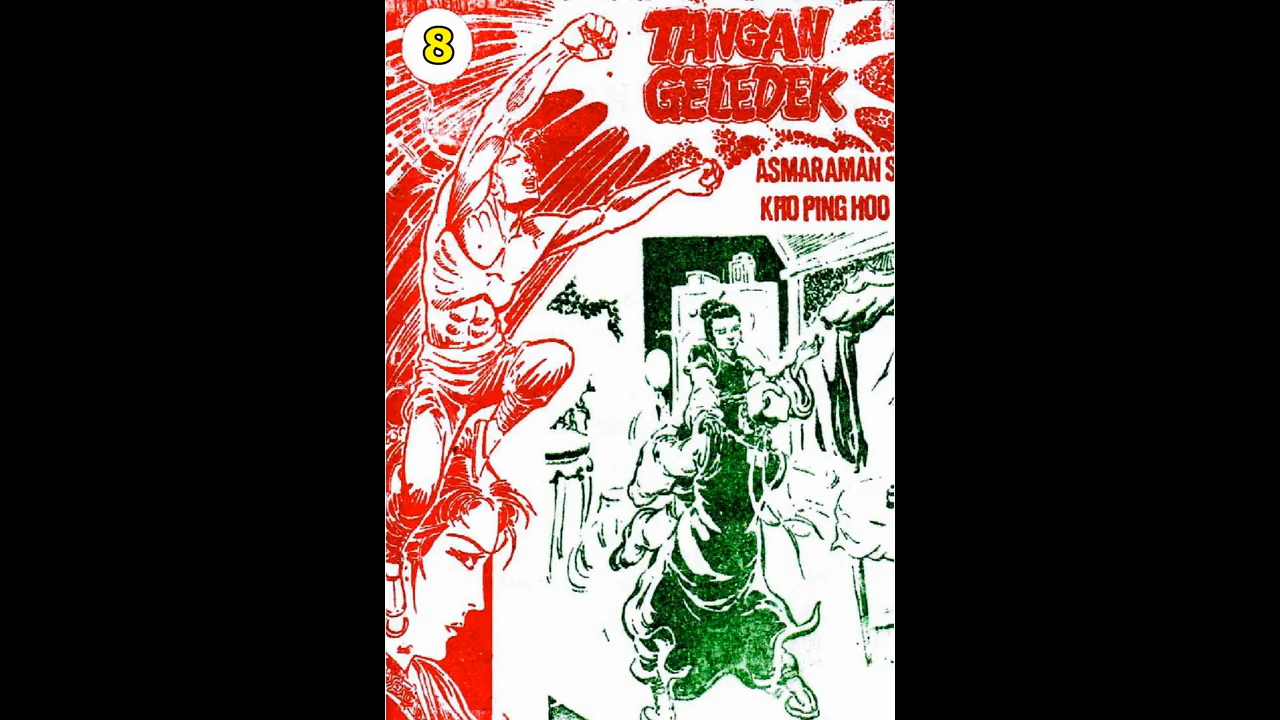 8
TANGAN
GELEDEK
ASMARAMAN S
KHO PING HOO